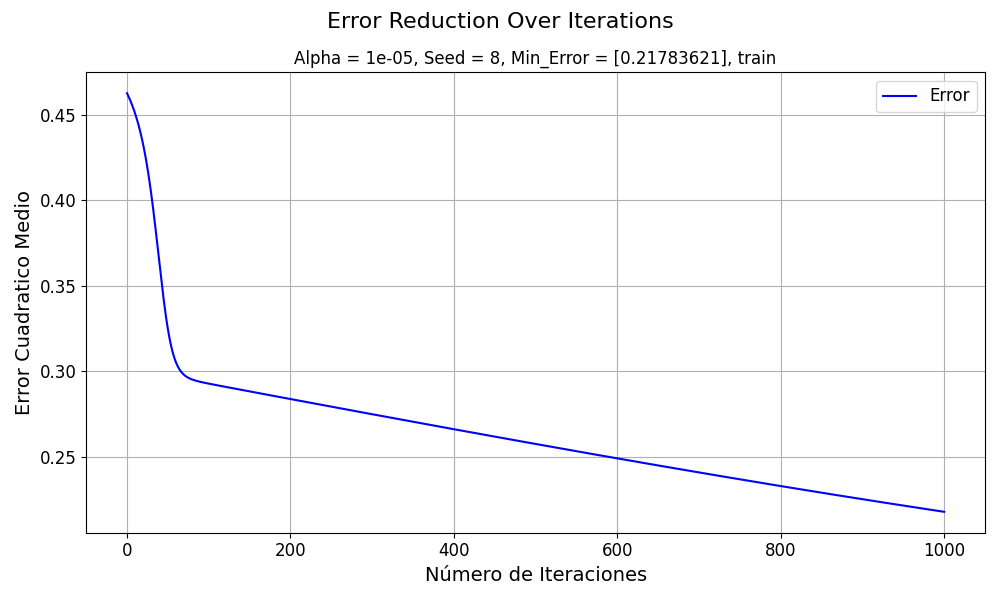 Error Reduction Over Iterations
Alpha = 1e-05, Seed = 8, Min_Error = [0.21783621], train
Error
Error Cuadratico Medio
0.45
0.40
0.35
0.30
0.25
0 200 400 600 800 1000
Número de Iteraciones